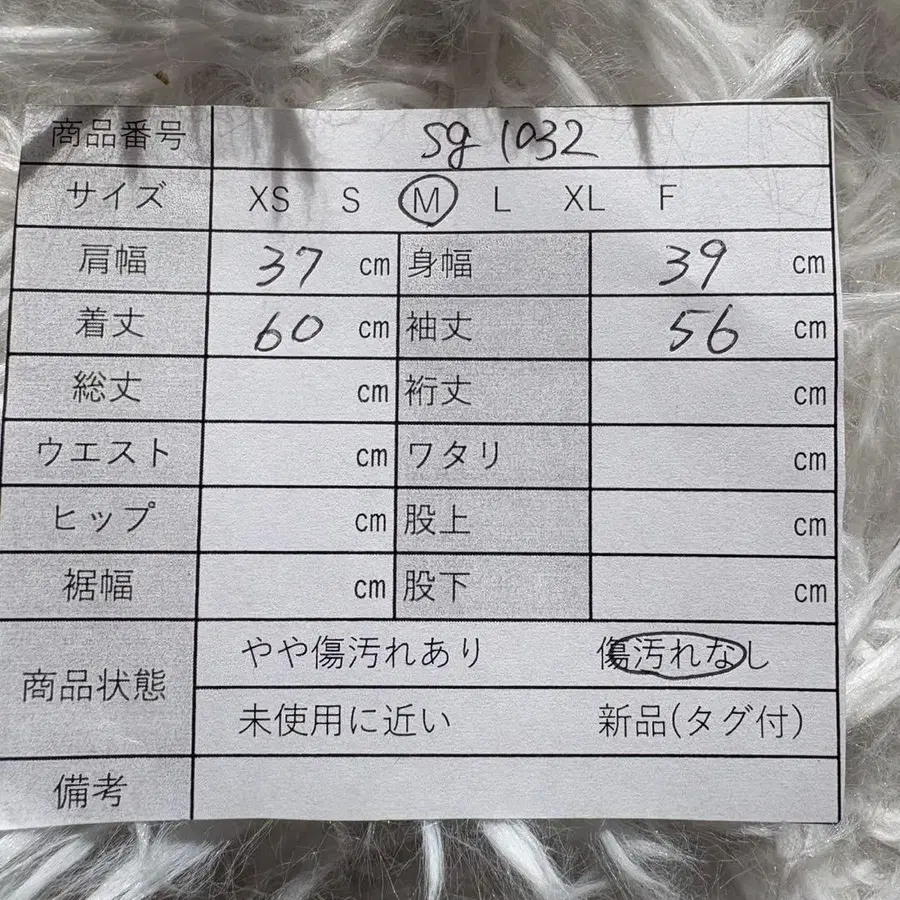 商品番号 sg 1032
サイズ XS S M L XL F
肩幅 37 cm 身幅 39 cm
着丈 60 cm 袖丈 56 cm
総丈 cm 裄丈 cm
ウエスト cm ワタリ cm
ヒップ cm 股上 cm
裾幅 cm 股下 cm
商品状態 やや傷汚れあり 傷汚れなし
未使用に近い 新品(タグ付)
備考